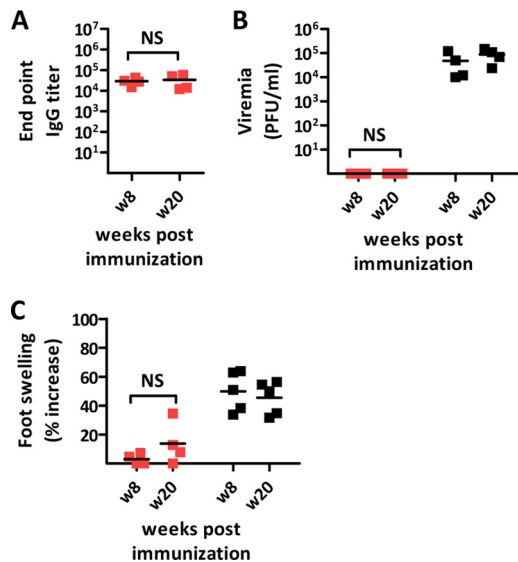 A
End point
IgG titer
NS
10⁷
10⁶
10⁵
10⁴
10³
10²
10¹
w8
w20
weeks post
immunization
B
Viremia
(PFU/ml)
10⁶
10⁵
10⁴
10³
10²
10¹
NS
w8
w20
w8
w20
weeks post
immunization
C
Foot swelling
(% increase)
100
80
60
40
20
NS
w8
w20
w8
w20
weeks post
immunization